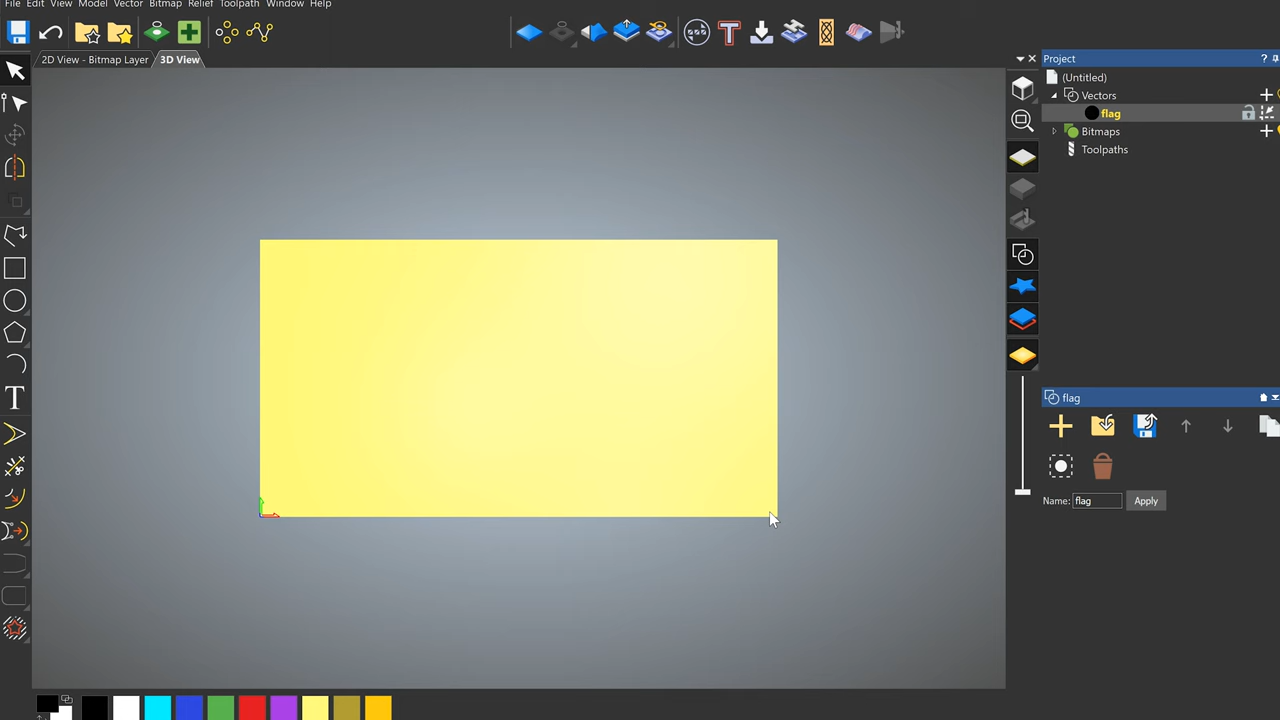 File Edit View Model Vector Bitmap Relief Toolpath Window Help
2D View - Bitmap Layer 3D View
Project
(Untitled)
Vectors
flag
Bitmaps
Toolpaths
flag
Name: flag Apply